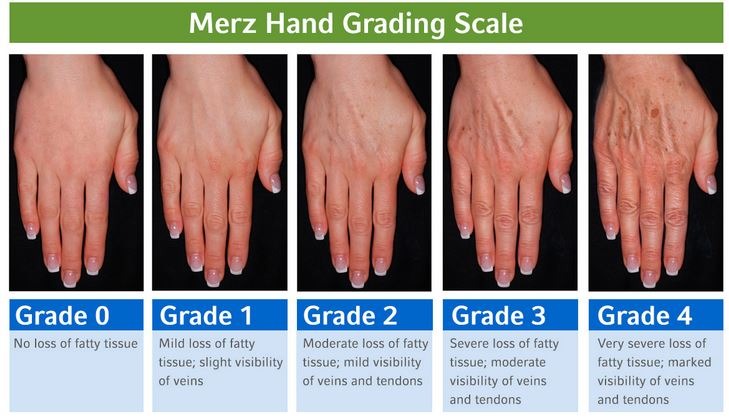 Merz Hand Grading Scale
Grade 0
No loss of fatty tissue
Grade 1
Mild loss of fatty
tissue; slight visibility
of veins
Grade 2
Moderate loss of fatty
tissue; mild visibility
of veins and tendons
Grade 3
Severe loss of fatty
tissue; moderate
visibility of veins
and tendons
Grade 4
Very severe loss of
fatty tissue; marked
visibility of veins
and tendons